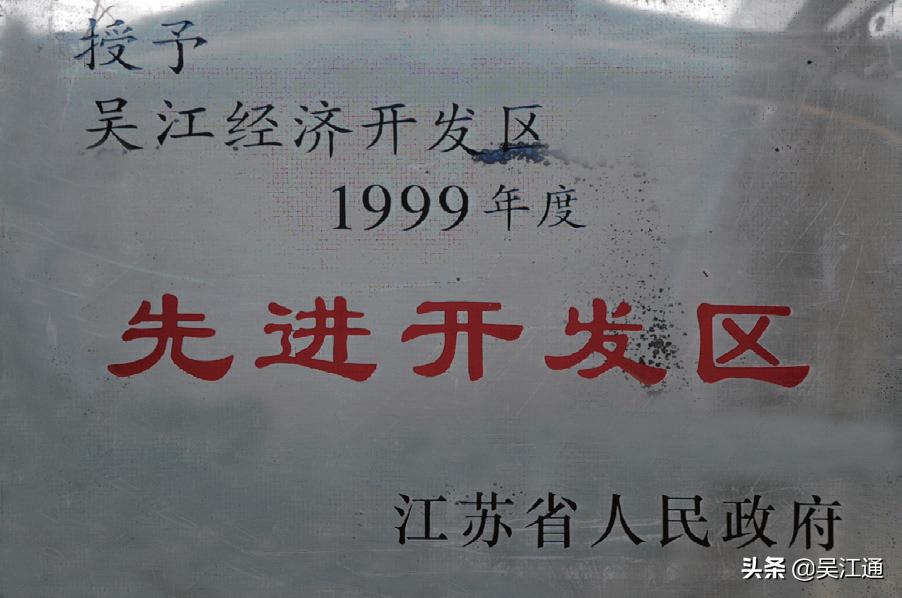 授予
吴江经济开发区
1999年度
先进开发区
江苏省人民政府
头条 @吴江通